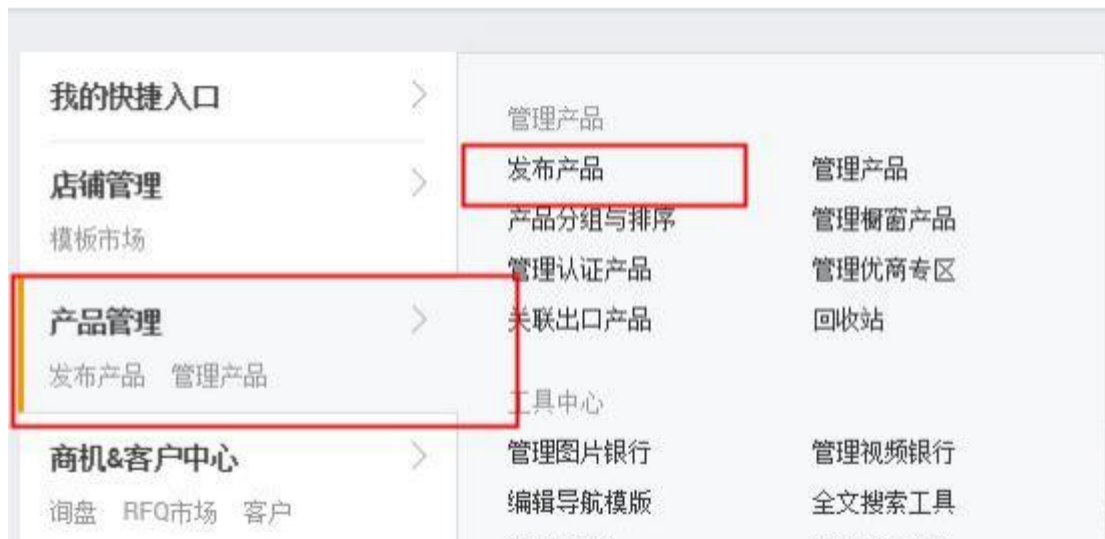 我的快捷入口
店铺管理
模板市场
产品管理
发布产品 管理产品
商机&客户中心
询盘 RFQ市场 客户
管理产品
发布产品 管理产品
产品分组与排序 管理橱窗产品
管理认证产品 管理优商专区
关联出口产品 回收站
工具中心
管理图片银行 管理视频银行
编辑导航模版 全文搜索工具